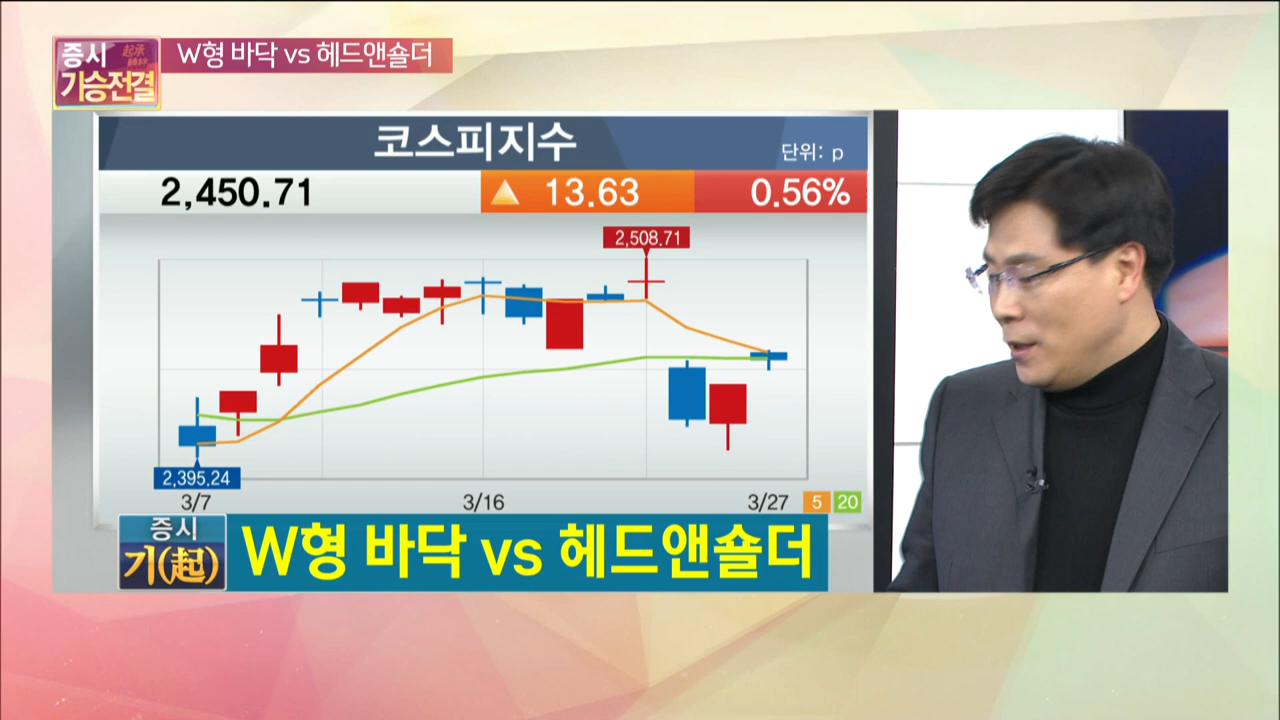 증시 起承
기승전결
W형 바닥 vs 헤드앤숄더
코스피지수
단위: p
2,450.71 ▲ 13.63 0.56%
2,508.71
2,395.24
3/7 3/16 3/27 5 20
증시
기(起)
W형 바닥 vs 헤드앤숄더